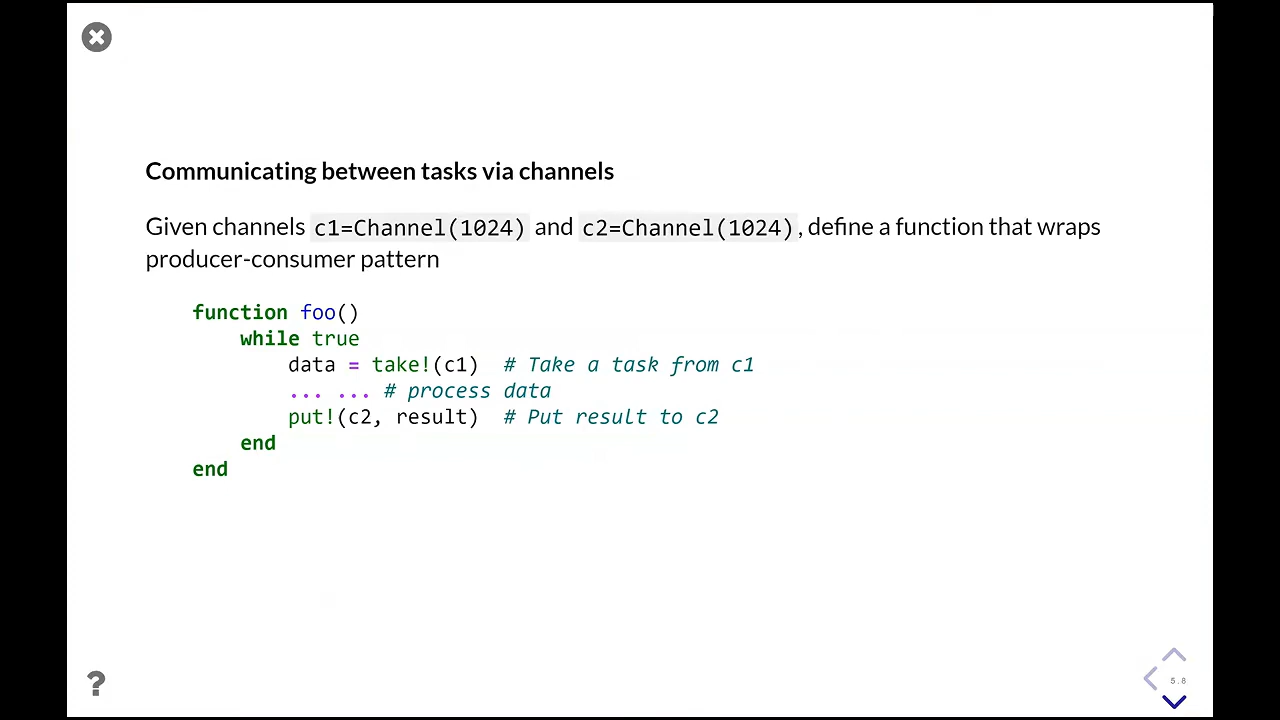 Communicating between tasks via channels
Given channels c1=Channel(1024) and c2=Channel(1024), define a function that wraps
producer-consumer pattern
function foo()
    while true
        data = take!(c1)  # Take a task from c1
        ... ... # process data
        put!(c2, result)  # Put result to c2
    end
end
?
5.8